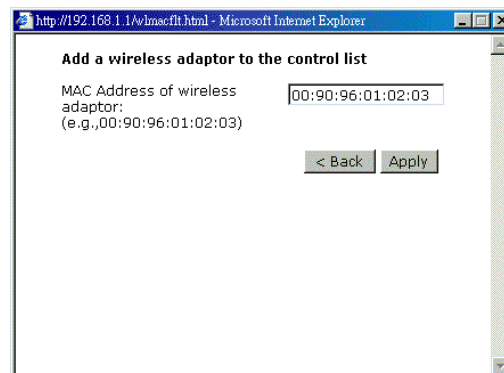 http://192.168.1.1/wlmacflt.html - Microsoft Internet Explorer
Add a wireless adaptor to the control list
MAC Address of wireless
adaptor:
(e.g.,00:90:96:01:02:03)
00:90:96:01:02:03
< Back Apply